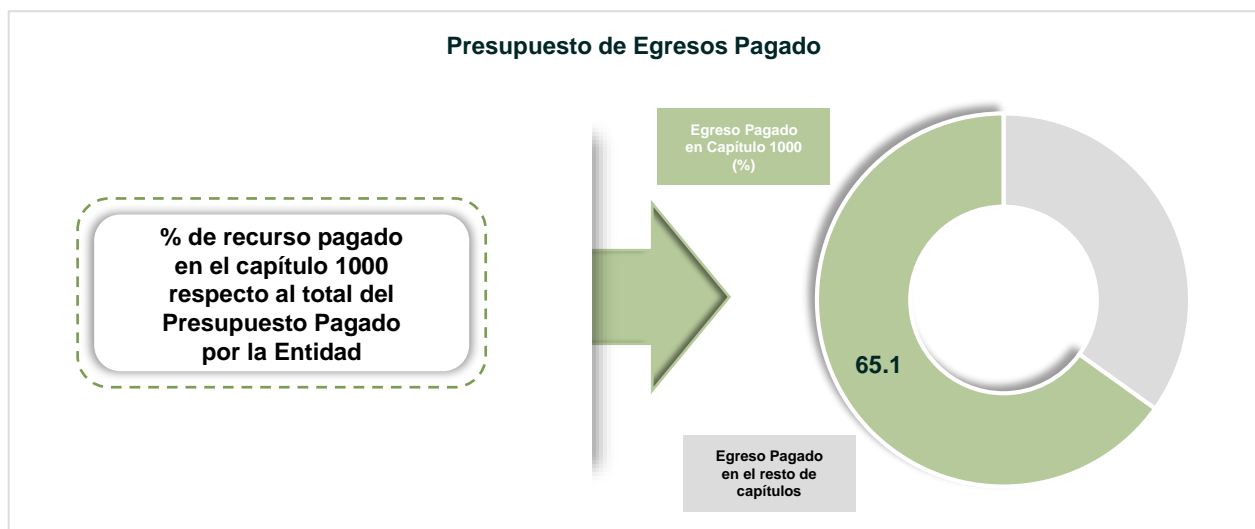 Presupuesto de Egresos Pagado
Egreso Pagado
en Capítulo 1000
(%)
% de recurso pagado
en el capítulo 1000
respecto al total del
Presupuesto Pagado
por la Entidad
65.1
Egreso Pagado
en el resto de
capítulos